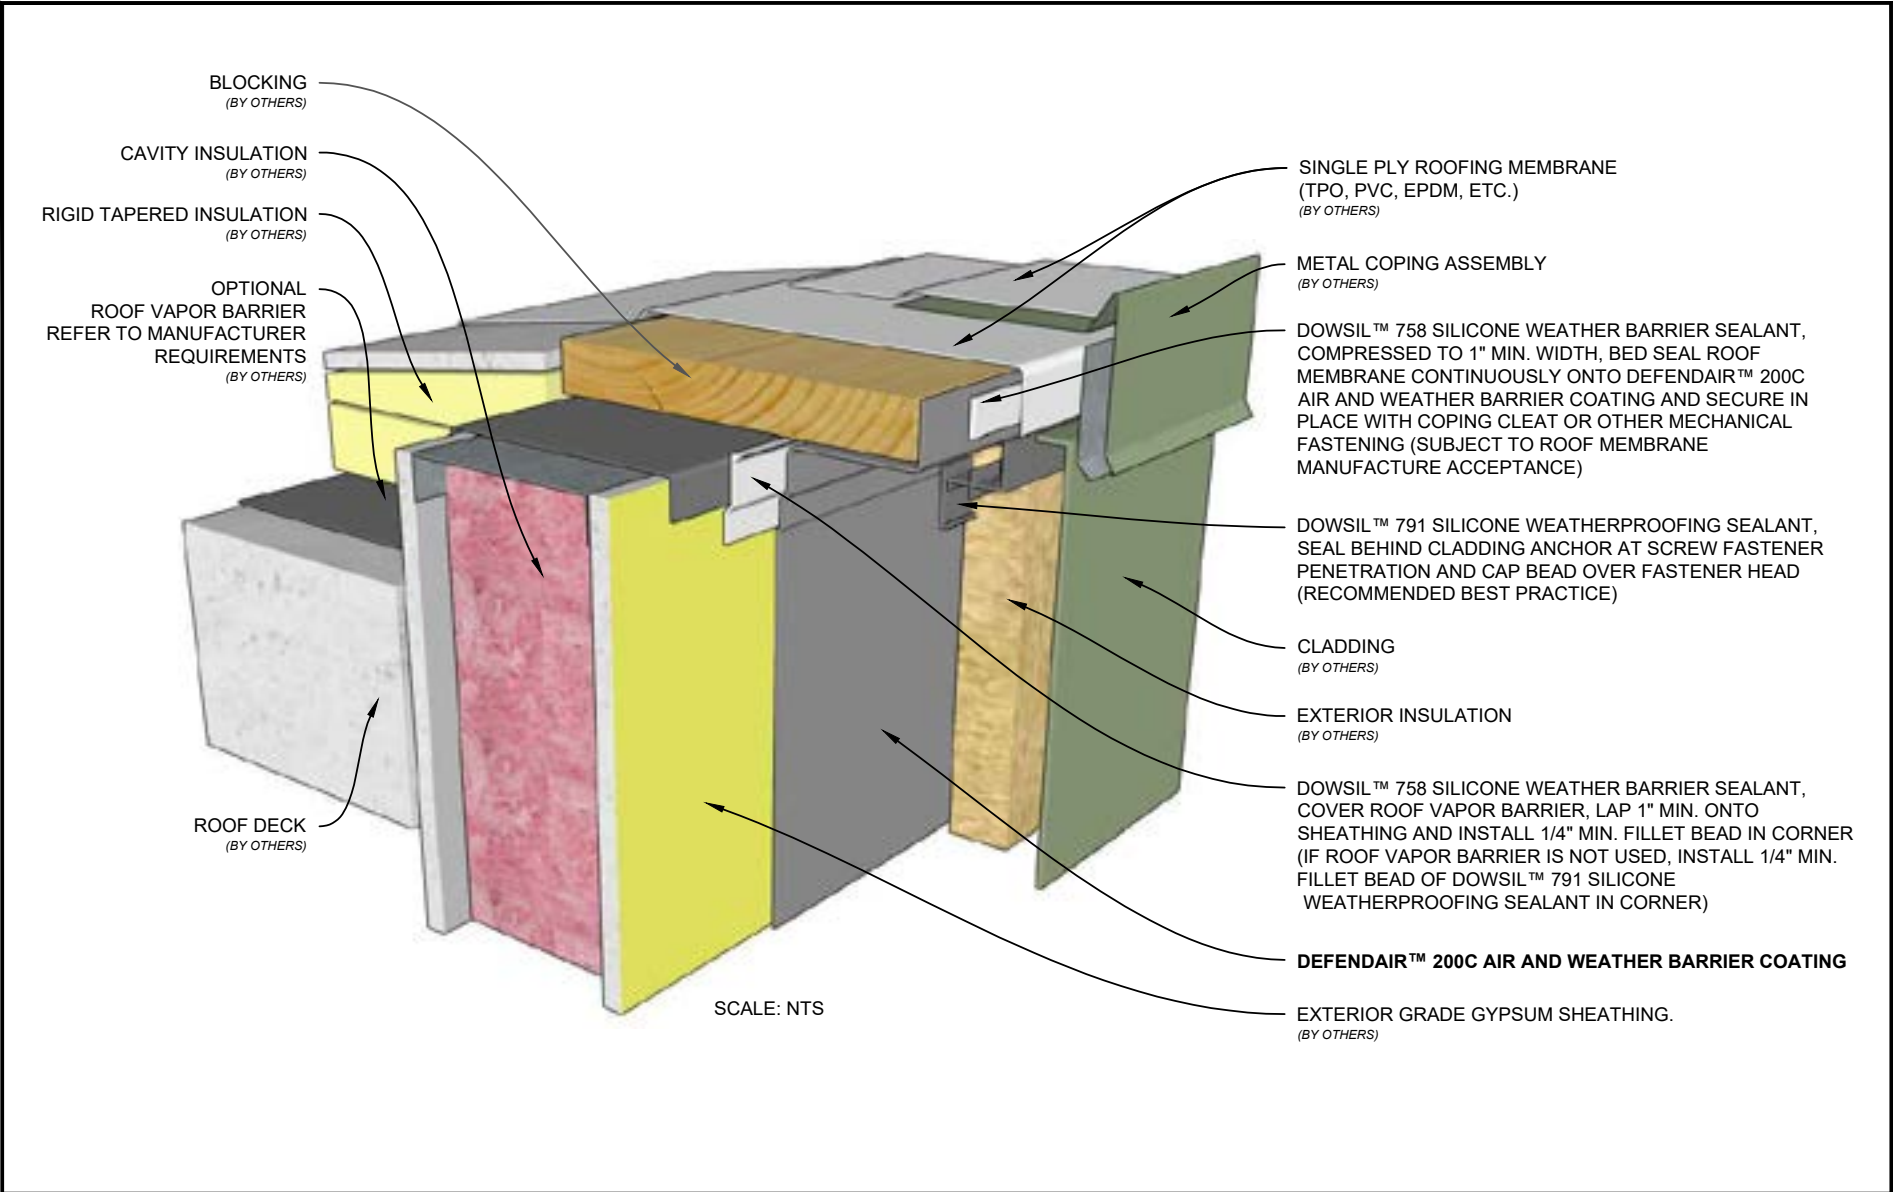 BLOCKING
(BY OTHERS)
CAVITY INSULATION
(BY OTHERS)
RIGID TAPERED INSULATION
(BY OTHERS)
OPTIONAL
ROOF VAPOR BARRIER
REFER TO MANUFACTURER
REQUIREMENTS
(BY OTHERS)
ROOF DECK
(BY OTHERS)
SCALE: NTS
SINGLE PLY ROOFING MEMBRANE
(TPO, PVC, EPDM, ETC.)
(BY OTHERS)
METAL COPING ASSEMBLY
(BY OTHERS)
DOWSIL™ 758 SILICONE WEATHER BARRIER SEALANT,
COMPRESSED TO 1" MIN. WIDTH, BED SEAL ROOF
MEMBRANE CONTINUOUSLY ONTO DEFENDAIR™ 200C
AIR AND WEATHER BARRIER COATING AND SECURE IN
PLACE WITH COPING CLEAT OR OTHER MECHANICAL
FASTENING (SUBJECT TO ROOF MEMBRANE
MANUFACTURE ACCEPTANCE)
DOWSIL™ 791 SILICONE WEATHERPROOFING SEALANT,
SEAL BEHIND CLADDING ANCHOR AT SCREW FASTENER
PENETRATION AND CAP BEAD OVER FASTENER HEAD
(RECOMMENDED BEST PRACTICE)
CLADDING
(BY OTHERS)
EXTERIOR INSULATION
(BY OTHERS)
DOWSIL™ 758 SILICONE WEATHER BARRIER SEALANT,
COVER ROOF VAPOR BARRIER, LAP 1" MIN. ONTO
SHEATHING AND INSTALL 1/4" MIN. FILLET BEAD IN CORNER
(IF ROOF VAPOR BARRIER IS NOT USED, INSTALL 1/4" MIN.
FILLET BEAD OF DOWSIL™ 791 SILICONE
WEATHERPROOFING SEALANT IN CORNER)
DEFENDAIR™ 200C AIR AND WEATHER BARRIER COATING
EXTERIOR GRADE GYPSUM SHEATHING.
(BY OTHERS)